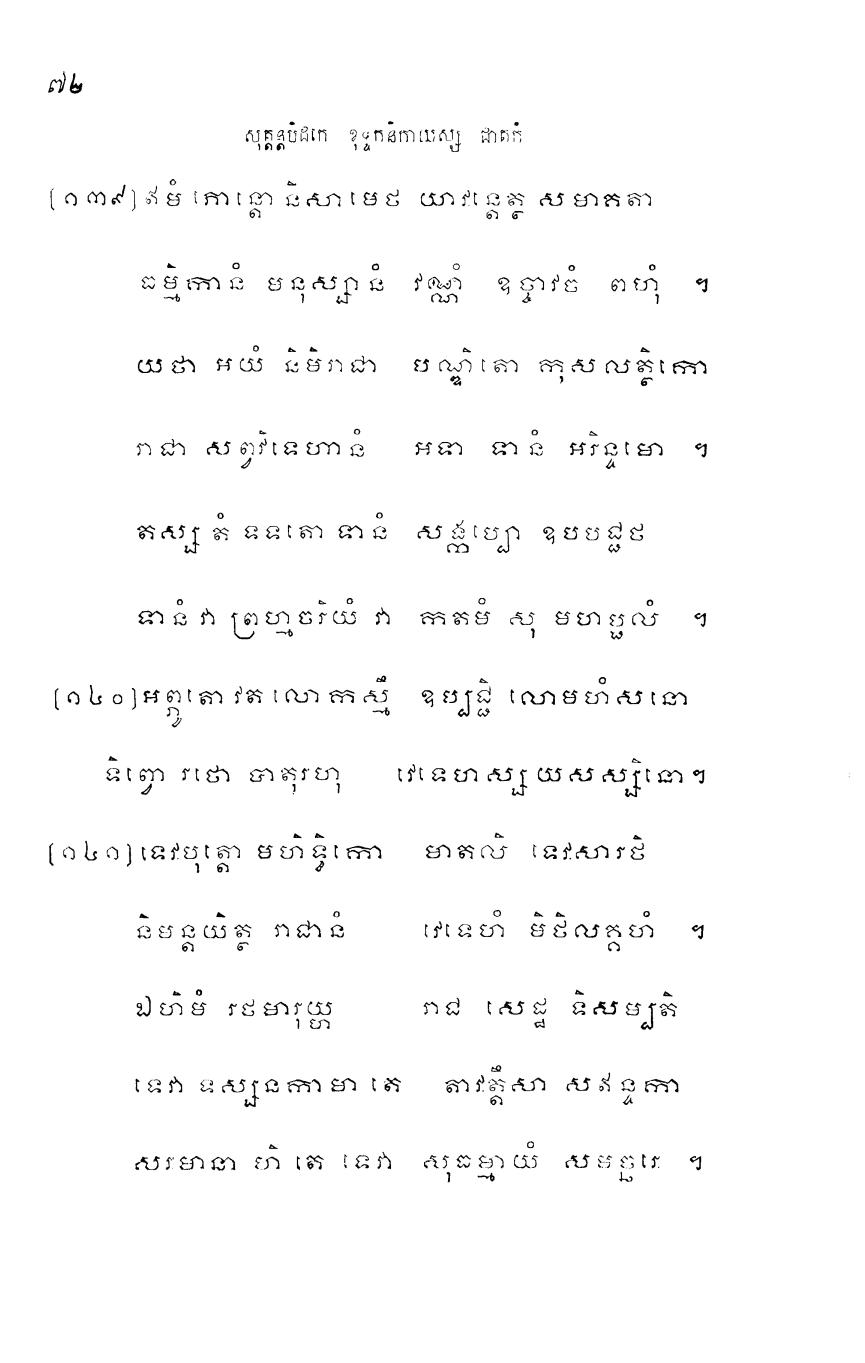 ៧២
សុត្តន្តបិដកេ ខុទ្ទកនិកាយស្ស ជាតកំ
[១៣៩] ឥមំ កោន្តោ និសាមេថ យាវន្តេត្ថ សមាគតា
ធម្មិកានំ មនុស្សានំ វណ្ណំ ឧច្ចាវចំ ពហុំ ។
យថា អយំ និមិរាជា បណ្ឌិតោ កុសលត្ថិកោ
រាជា សព្វវិទេហានំ អទា ទានំ អរិន្ទមោ ។
តស្ស តំ ទទតោ ទានំ សង្កប្បោ ឧបបជ្ជថ
ទានំ វា ព្រហ្មចរិយំ វា កតមំ សុ មហប្ផលំ ។
[១៤០] អព្ភូតោ វត លោកស្មឹ ឧប្បជ្ជិ លោមហំសនោ
ទិព្វោ រថោ បាតុរហុ វេទេហស្ស យសស្សិនោ ។
[១៤១] ទេវបុត្តោ មហិទ្ធិកោ មាតលិ ទេវសារថិ
និមន្តយិត្ថ រាជានំ វេទេហំ មិថិលគ្គហំ ។
ឯហិមំ រថមារុយ្ហ រាជ សេដ្ឋ ទិសម្បតិ
ទេវា ទស្សនកាមា តេ តាវត្តឹសា សឥន្ទកា
សរមានា ហិ តេ ទេវា សុធម្មាយំ សមច្ឆរេ ។